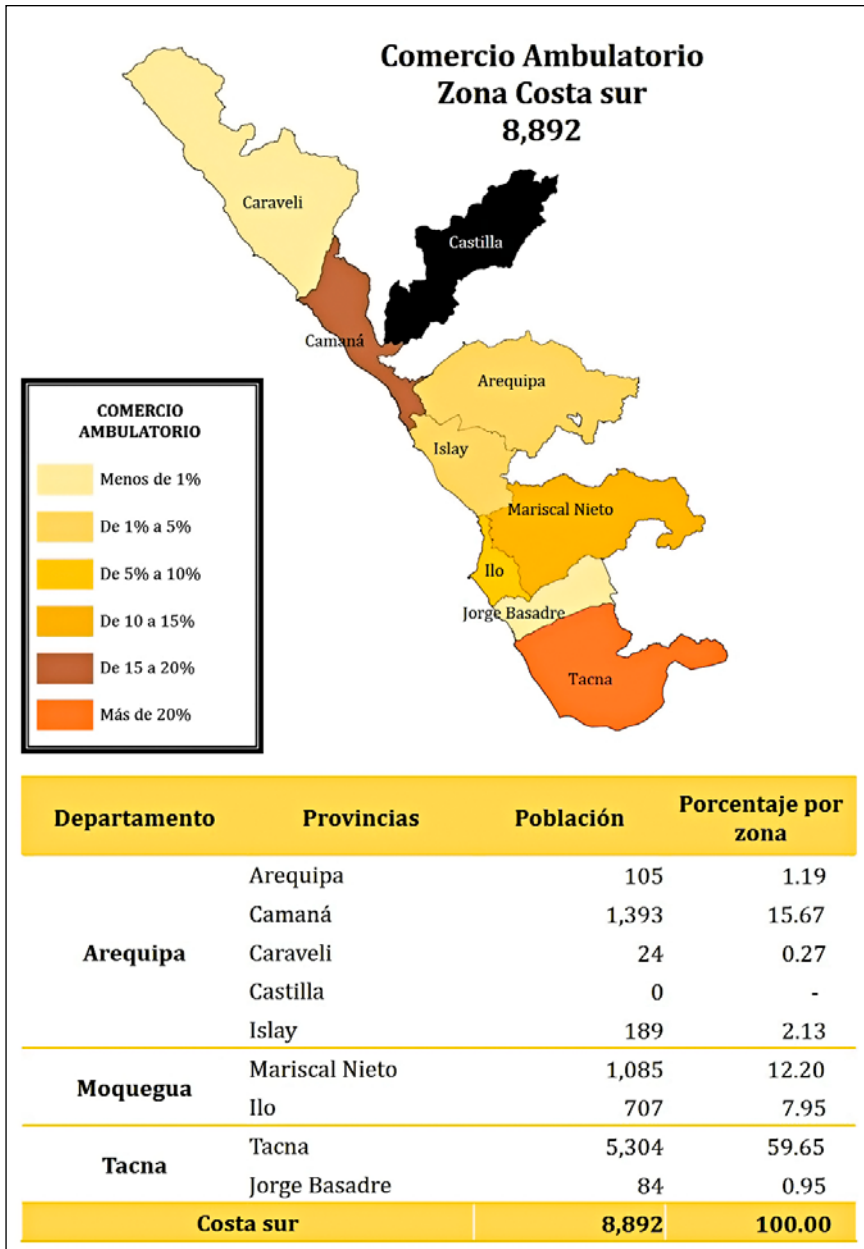 Comercio Ambulatorio
Zona Costa sur
8,892
Caraveli
Castilla
Camaná
Arequipa
Islay
Mariscal Nieto
Ilo
Jorge Basadre
Tacna
COMERCIO
AMBULATORIO
Menos de 1%
De 1% a 5%
De 5% a 10%
De 10 a 15%
De 15 a 20%
Más de 20%
Departamento Provincias Población Porcentaje por zona
Arequipa
Arequipa 105 1.19
Camaná 1,393 15.67
Caraveli 24 0.27
Castilla 0 -
Islay 189 2.13
Moquegua
Mariscal Nieto 1,085 12.20
Ilo 707 7.95
Tacna
Tacna 5,304 59.65
Jorge Basadre 84 0.95
Costa sur 8,892 100.00